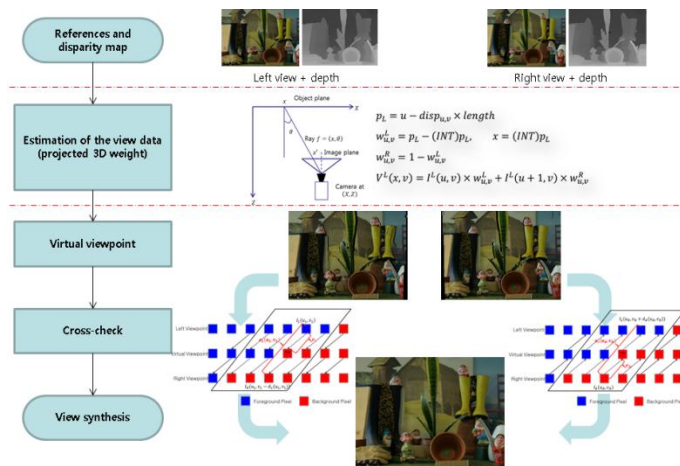 References and
disparity map
Left view + depth
Right view + depth
Estimation of the view data
(projected 3D weight)
Object plane
x
X
θ
Ray f = (x, θ)
x' Image plane
Camera at
(X, Z)
Z
p_L = u − disp_{u,v} × length
w^L_{u,v} = p_L − (INT)p_L,   x = (INT)p_L
w^R_{u,v} = 1 − w^L_{u,v}
V^L(x, v) = I^L(u, v) × w^L_{u,v} + I^L(u + 1, v) × w^R_{u,v}
Virtual viewpoint
Cross-check
Left Viewpoint
Virtual Viewpoint
Right Viewpoint
Foreground Pixel
Background Pixel
Left Viewpoint
Virtual Viewpoint
Right Viewpoint
Foreground Pixel
Background Pixel
View synthesis